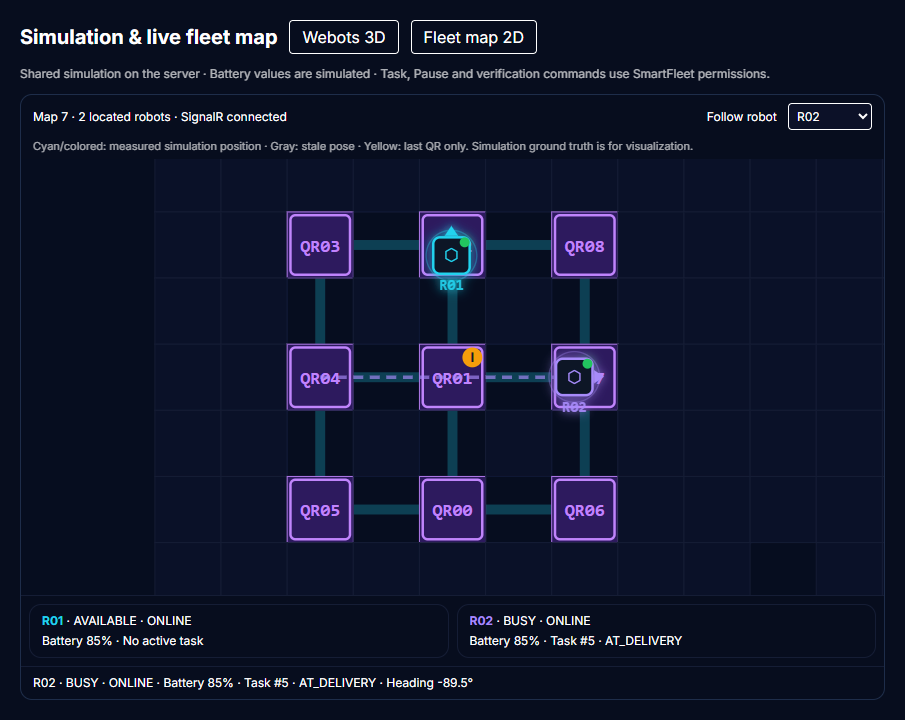 Simulation & live fleet map
Webots 3D
Fleet map 2D
Shared simulation on the server · Battery values are simulated · Task, Pause and verification commands use SmartFleet permissions.
Map 7 · 2 located robots · SignalR connected
Follow robot
R02
Cyan/colored: measured simulation position · Gray: stale pose · Yellow: last QR only. Simulation ground truth is for visualization.
QR03
QR08
R01
QR04
QR01
!
R02
QR05
QR00
QR06
R01 · AVAILABLE · ONLINE
Battery 85% · No active task
R02 · BUSY · ONLINE
Battery 85% · Task #5 · AT_DELIVERY
R02 · BUSY · ONLINE · Battery 85% · Task #5 · AT_DELIVERY · Heading -89.5°